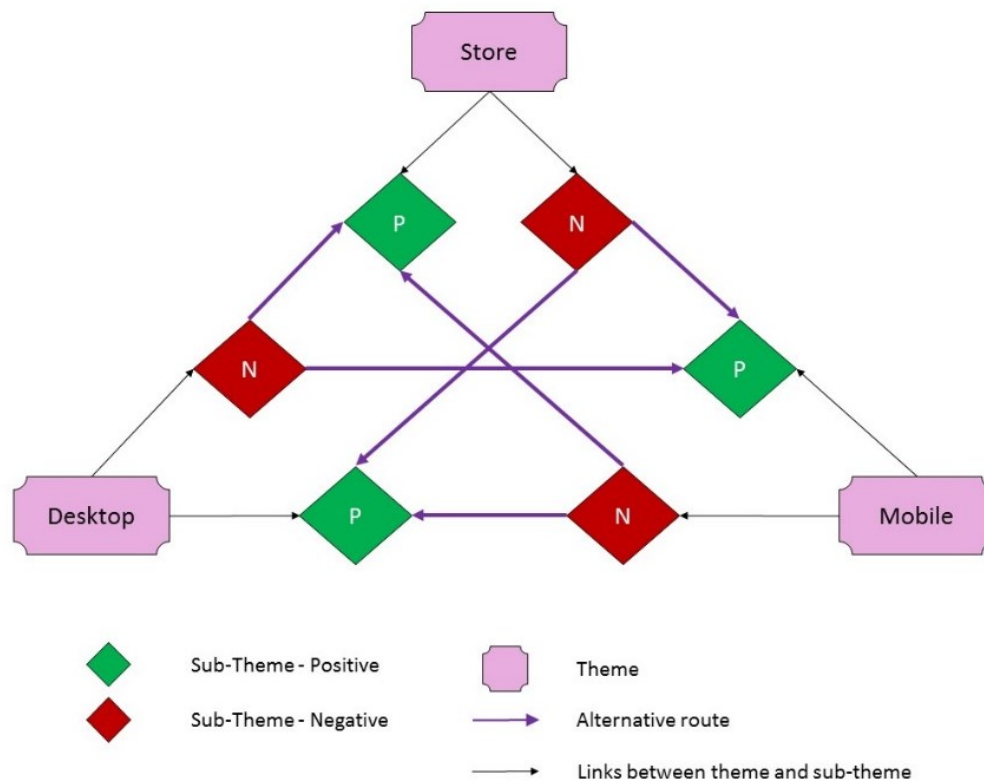 Store
P
N
N
P
Desktop
P
N
Mobile
Sub-Theme - Positive
Theme
Sub-Theme - Negative
Alternative route
Links between theme and sub-theme